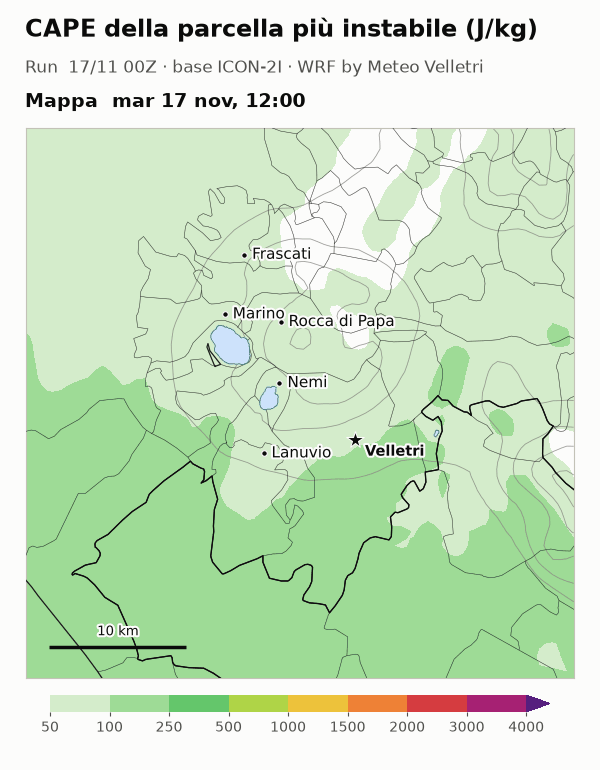 CAPE della parcella più instabile (J/kg)
Run  17/11 00Z · base ICON-2I · WRF by Meteo Velletri
Mappa  mar 17 nov, 12:00
Frascati
Marino
Rocca di Papa
Nemi
Velletri
Lanuvio
10 km
50 100 250 500 1000 1500 2000 3000 4000